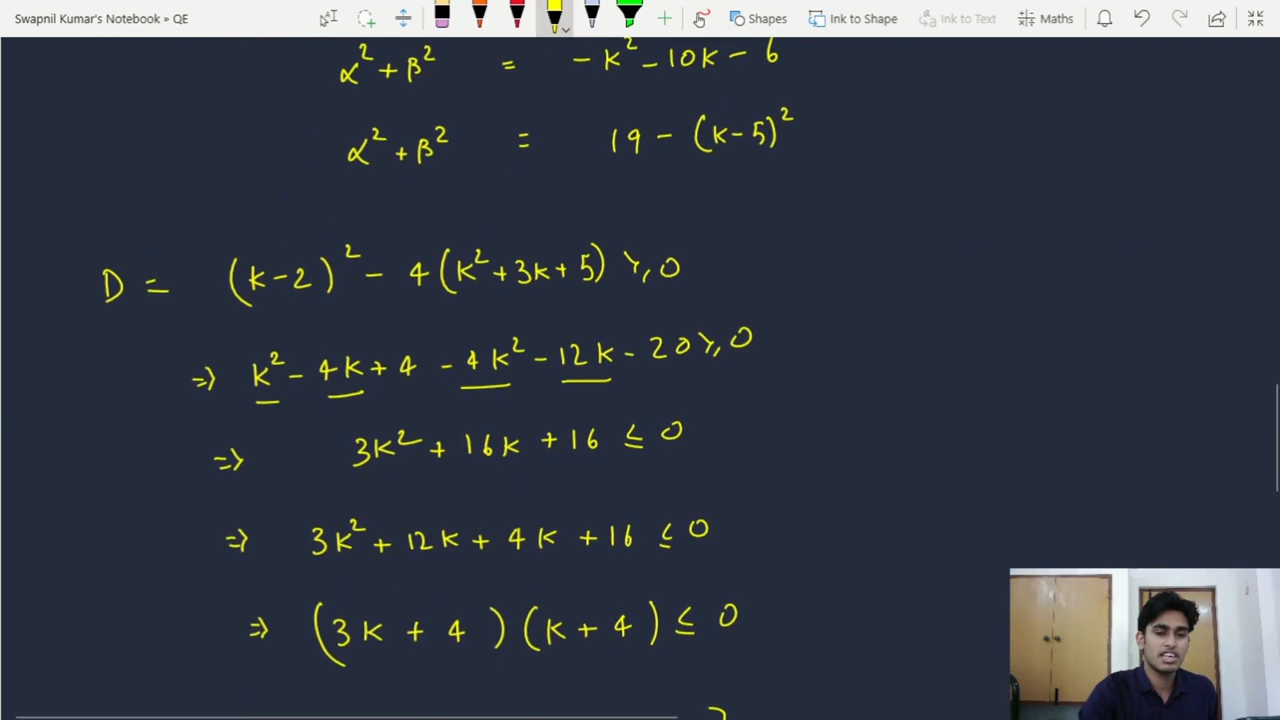 Swapnil Kumar's Notebook » QE
Shapes
Ink to Shape
Ink to Text
Maths
α² + β² = - k² - 10k - 6
α² + β² = 19 - (k-5)²
D = (k-2)² - 4(k²+3k+5) ≥ 0
⇒ k² - 4k + 4 - 4k² - 12k - 20 ≥ 0
⇒ 3k² + 16k + 16 ≤ 0
⇒ 3k² + 12k + 4k + 16 ≤ 0
⇒ (3k + 4)(k + 4) ≤ 0